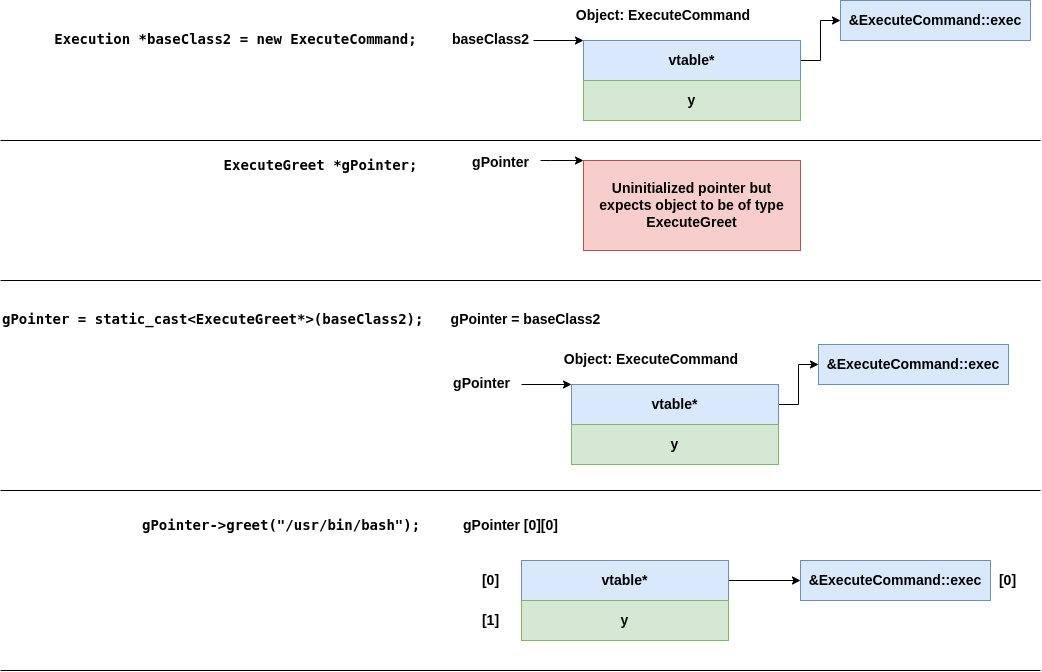 Object: ExecuteCommand
&ExecuteCommand::exec
Execution *baseClass2 = new ExecuteCommand;
baseClass2
vtable*
y
ExecuteGreet *gPointer;
gPointer
Uninitialized pointer but
expects object to be of type
ExecuteGreet
gPointer = static_cast<ExecuteGreet*>(baseClass2);
gPointer = baseClass2
Object: ExecuteCommand
&ExecuteCommand::exec
gPointer
vtable*
y
gPointer->greet("/usr/bin/bash");
gPointer [0][0]
[0]
vtable*
&ExecuteCommand::exec
[0]
[1]
y